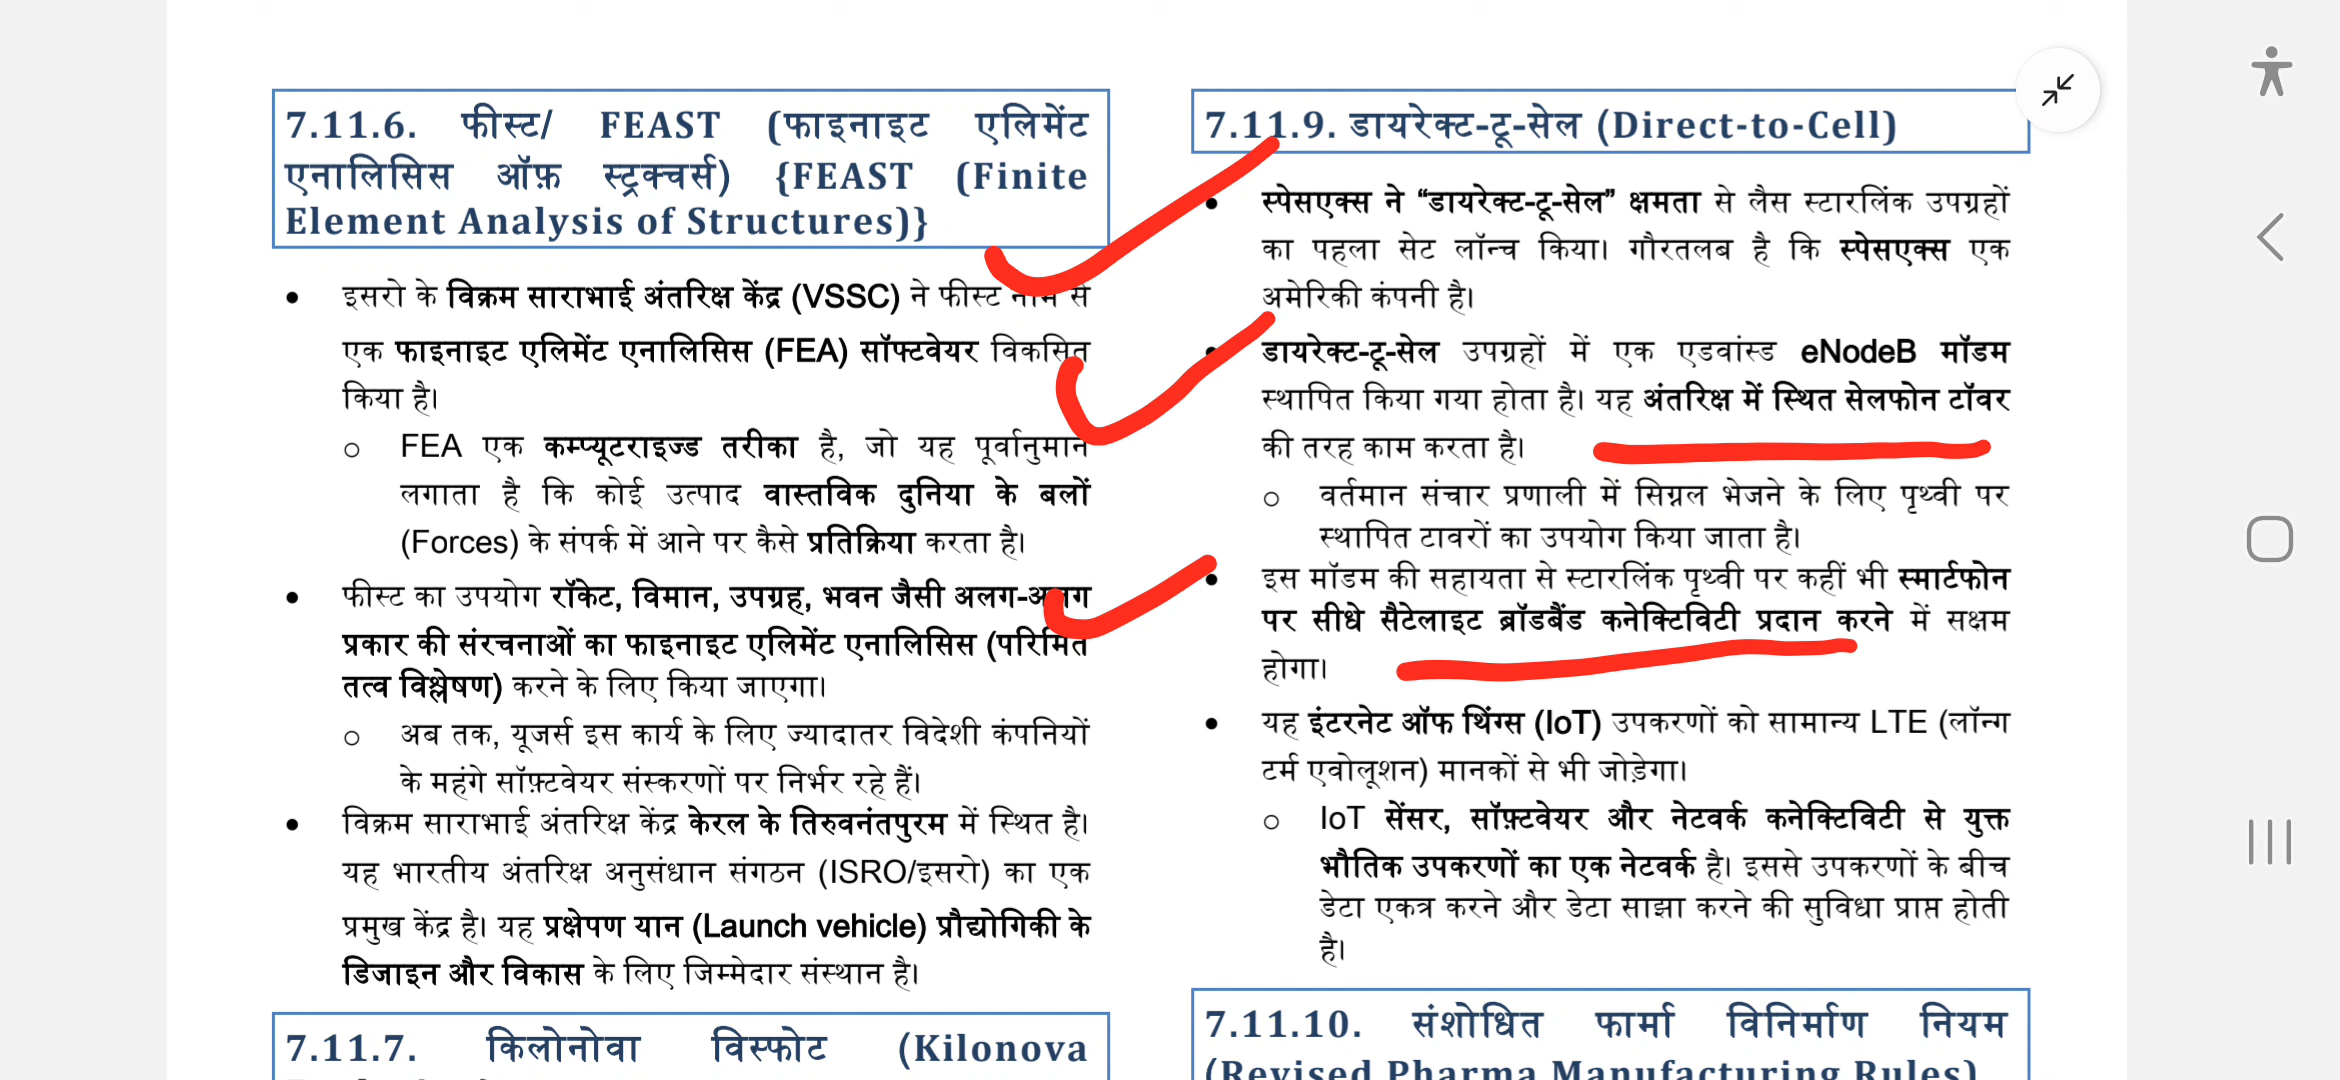 7.11.6. फीस्ट/ FEAST (फाइनाइट एलिमेंट
एनालिसिस ऑफ़ स्ट्रक्चर्स) {FEAST (Finite
Element Analysis of Structures)}
• इसरो के विक्रम साराभाई अंतरिक्ष केंद्र (VSSC) ने फीस्ट नाम से
एक फाइनाइट एलिमेंट एनालिसिस (FEA) सॉफ्टवेयर विकसित
किया है।
o FEA एक कम्प्यूटराइज्ड तरीका है, जो यह पूर्वानुमान
लगाता है कि कोई उत्पाद वास्तविक दुनिया के बलों
(Forces) के संपर्क में आने पर कैसे प्रतिक्रिया करता है।
• फीस्ट का उपयोग रॉकेट, विमान, उपग्रह, भवन जैसी अलग-अलग
प्रकार की संरचनाओं का फाइनाइट एलिमेंट एनालिसिस (परिमित
तत्व विश्लेषण) करने के लिए किया जाएगा।
o अब तक, यूजर्स इस कार्य के लिए ज्यादातर विदेशी कंपनियों
के महंगे सॉफ़्टवेयर संस्करणों पर निर्भर रहे हैं।
• विक्रम साराभाई अंतरिक्ष केंद्र केरल के तिरुवनंतपुरम में स्थित है।
यह भारतीय अंतरिक्ष अनुसंधान संगठन (ISRO/इसरो) का एक
प्रमुख केंद्र है। यह प्रक्षेपण यान (Launch vehicle) प्रौद्योगिकी के
डिजाइन और विकास के लिए जिम्मेदार संस्थान है।
7.11.7. किलोनोवा विस्फोट (Kilonova
7.11.9. डायरेक्ट-टू-सेल (Direct-to-Cell)
• स्पेसएक्स ने “डायरेक्ट-टू-सेल” क्षमता से लैस स्टारलिंक उपग्रहों
का पहला सेट लॉन्च किया। गौरतलब है कि स्पेसएक्स एक
अमेरिकी कंपनी है।
• डायरेक्ट-टू-सेल उपग्रहों में एक एडवांस्ड eNodeB मॉडम
स्थापित किया गया होता है। यह अंतरिक्ष में स्थित सेलफोन टॉवर
की तरह काम करता है।
o वर्तमान संचार प्रणाली में सिग्नल भेजने के लिए पृथ्वी पर
स्थापित टावरों का उपयोग किया जाता है।
• इस मॉडम की सहायता से स्टारलिंक पृथ्वी पर कहीं भी स्मार्टफोन
पर सीधे सैटेलाइट ब्रॉडबैंड कनेक्टिविटी प्रदान करने में सक्षम
होगा।
• यह इंटरनेट ऑफ थिंग्स (IoT) उपकरणों को सामान्य LTE (लॉन्ग
टर्म एवोलूशन) मानकों से भी जोड़ेगा।
o IoT सेंसर, सॉफ़्टवेयर और नेटवर्क कनेक्टिविटी से युक्त
भौतिक उपकरणों का एक नेटवर्क है। इससे उपकरणों के बीच
डेटा एकत्र करने और डेटा साझा करने की सुविधा प्राप्त होती
है।
7.11.10. संशोधित फार्मा विनिर्माण नियम
(Revised Pharma Manufacturing Rules)